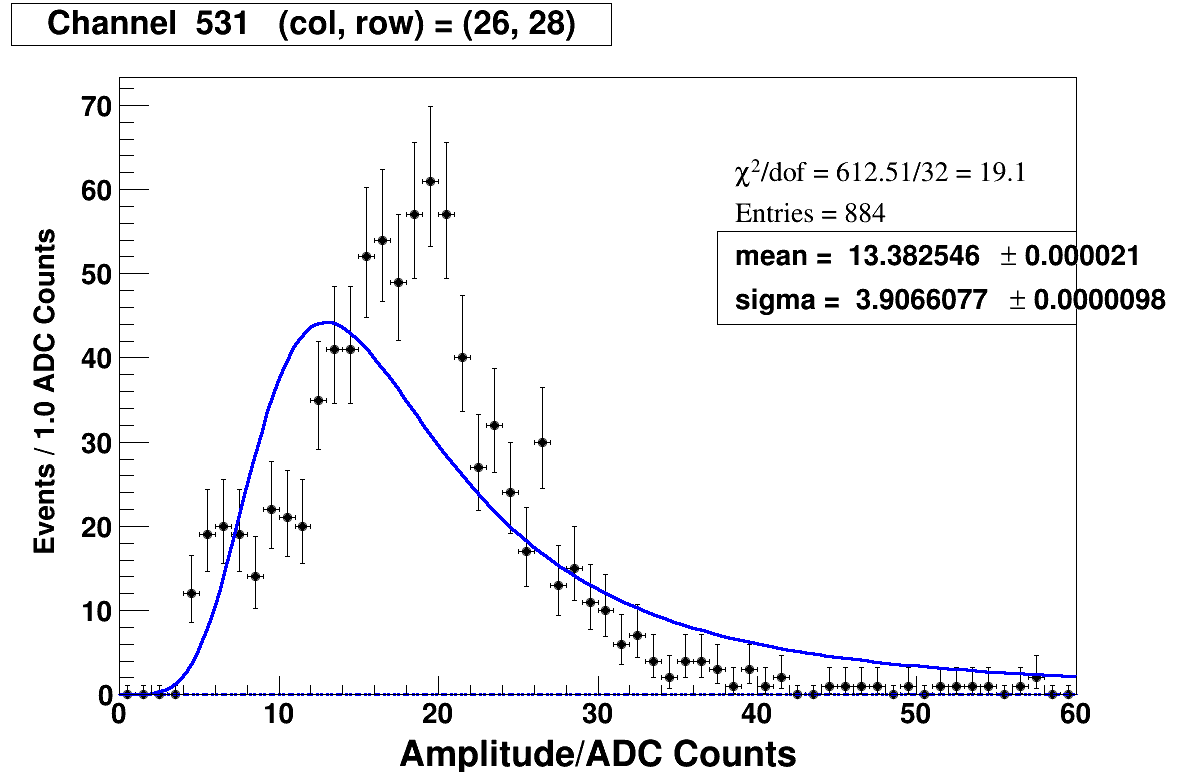 Channel  531   (col, row) = (26, 28)
70
60
50
40
30
20
10
0
Events / 1.0 ADC Counts
χ²/dof = 612.51/32 = 19.1
Entries = 884
mean =  13.382546  ± 0.000021
sigma =  3.9066077  ± 0.0000098
0 10 20 30 40 50 60
Amplitude/ADC Counts